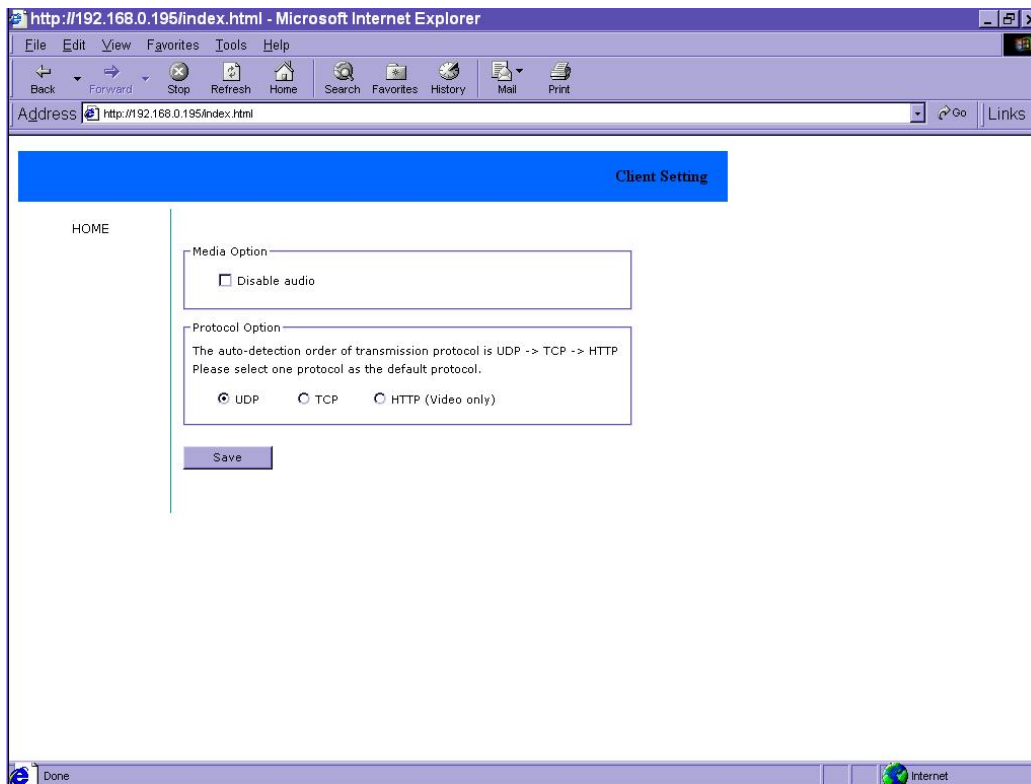 http://192.168.0.195/index.html - Microsoft Internet Explorer
File Edit View Favorites Tools Help
Back Forward Stop Refresh Home Search Favorites History Mail Print
Address http://192.168.0.195/index.html Go Links
Client Setting
HOME
Media Option
Disable audio
Protocol Option
The auto-detection order of transmission protocol is UDP -> TCP -> HTTP
Please select one protocol as the default protocol.
UDP TCP HTTP (Video only)
Save
Done Internet